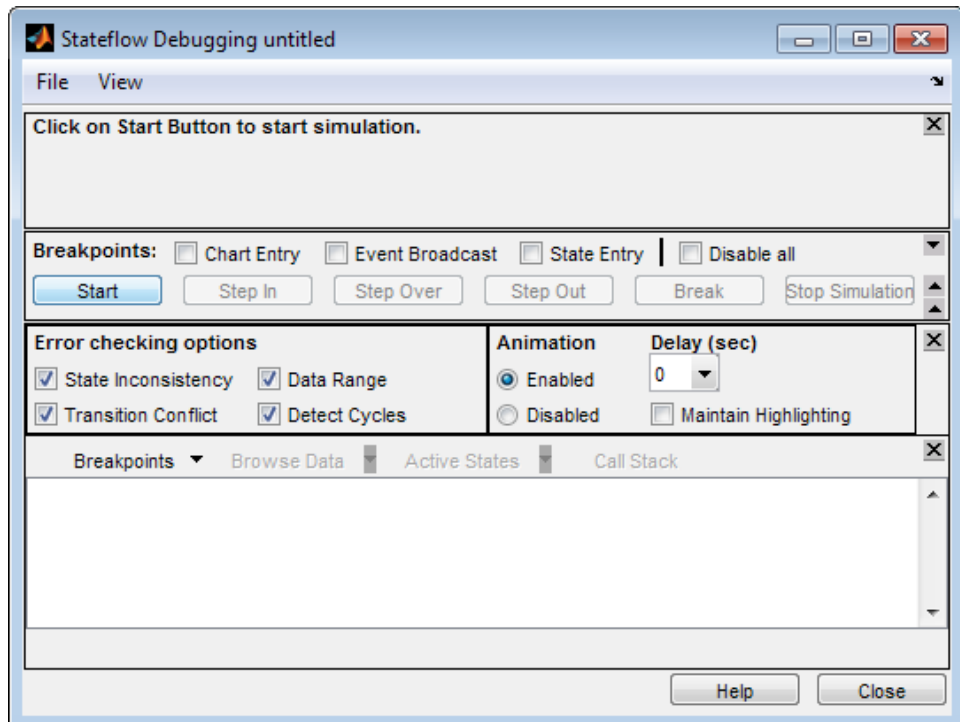 Stateflow Debugging untitled
File View
Click on Start Button to start simulation.
Breakpoints: Chart Entry Event Broadcast State Entry Disable all
Start Step In Step Over Step Out Break Stop Simulation
Error checking options Animation Delay (sec)
State Inconsistency Data Range Enabled 0
Transition Conflict Detect Cycles Disabled Maintain Highlighting
Breakpoints Browse Data Active States Call Stack
Help Close